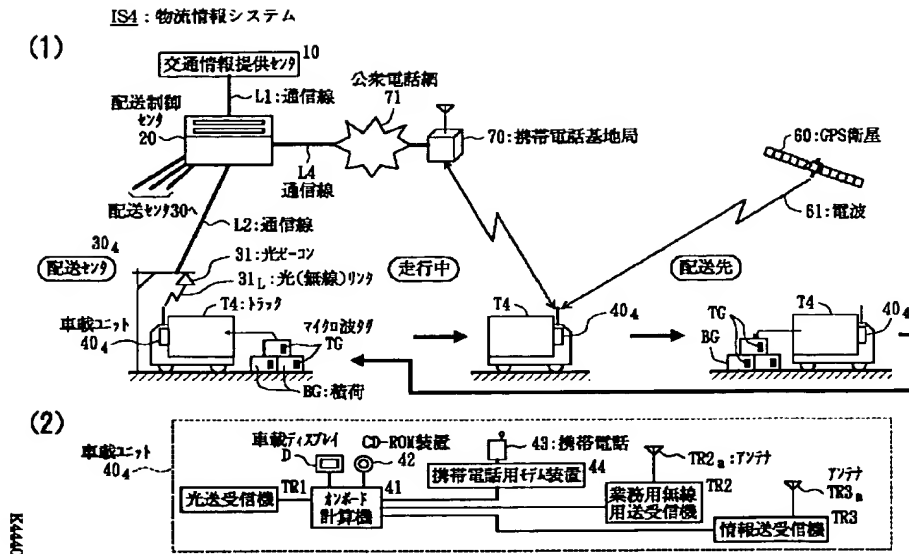 IS4：物流情報システム
(1)
交通情報提供センタ 10
L1：通信線
公衆電話網
71
配送制御
センタ
20
70：携帯電話基地局
60：GPS衛星
L4
通信線
61：電波
配送センタ30へ
L2：通信線
30₄
配送センタ
31：光ビーコン
31L：光(無線)リンク
走行中
配送先
T4：トラック
T4
T4
車載ユニット
40₄
マイクロ波タグ
TG
40₄
TG
BG
40₄
BG：積荷
(2)
車載ユニット
40₄
車載ディスプレイ
D
CD-ROM装置
42
43：携帯電話
携帯電話用モデム装置 44
TR2a：アンテナ
アンテナ
TR3a
光送受信機 TR1
オンボード
計算機
41
業務用無線
用送受信機
TR2
情報送受信機 TR3